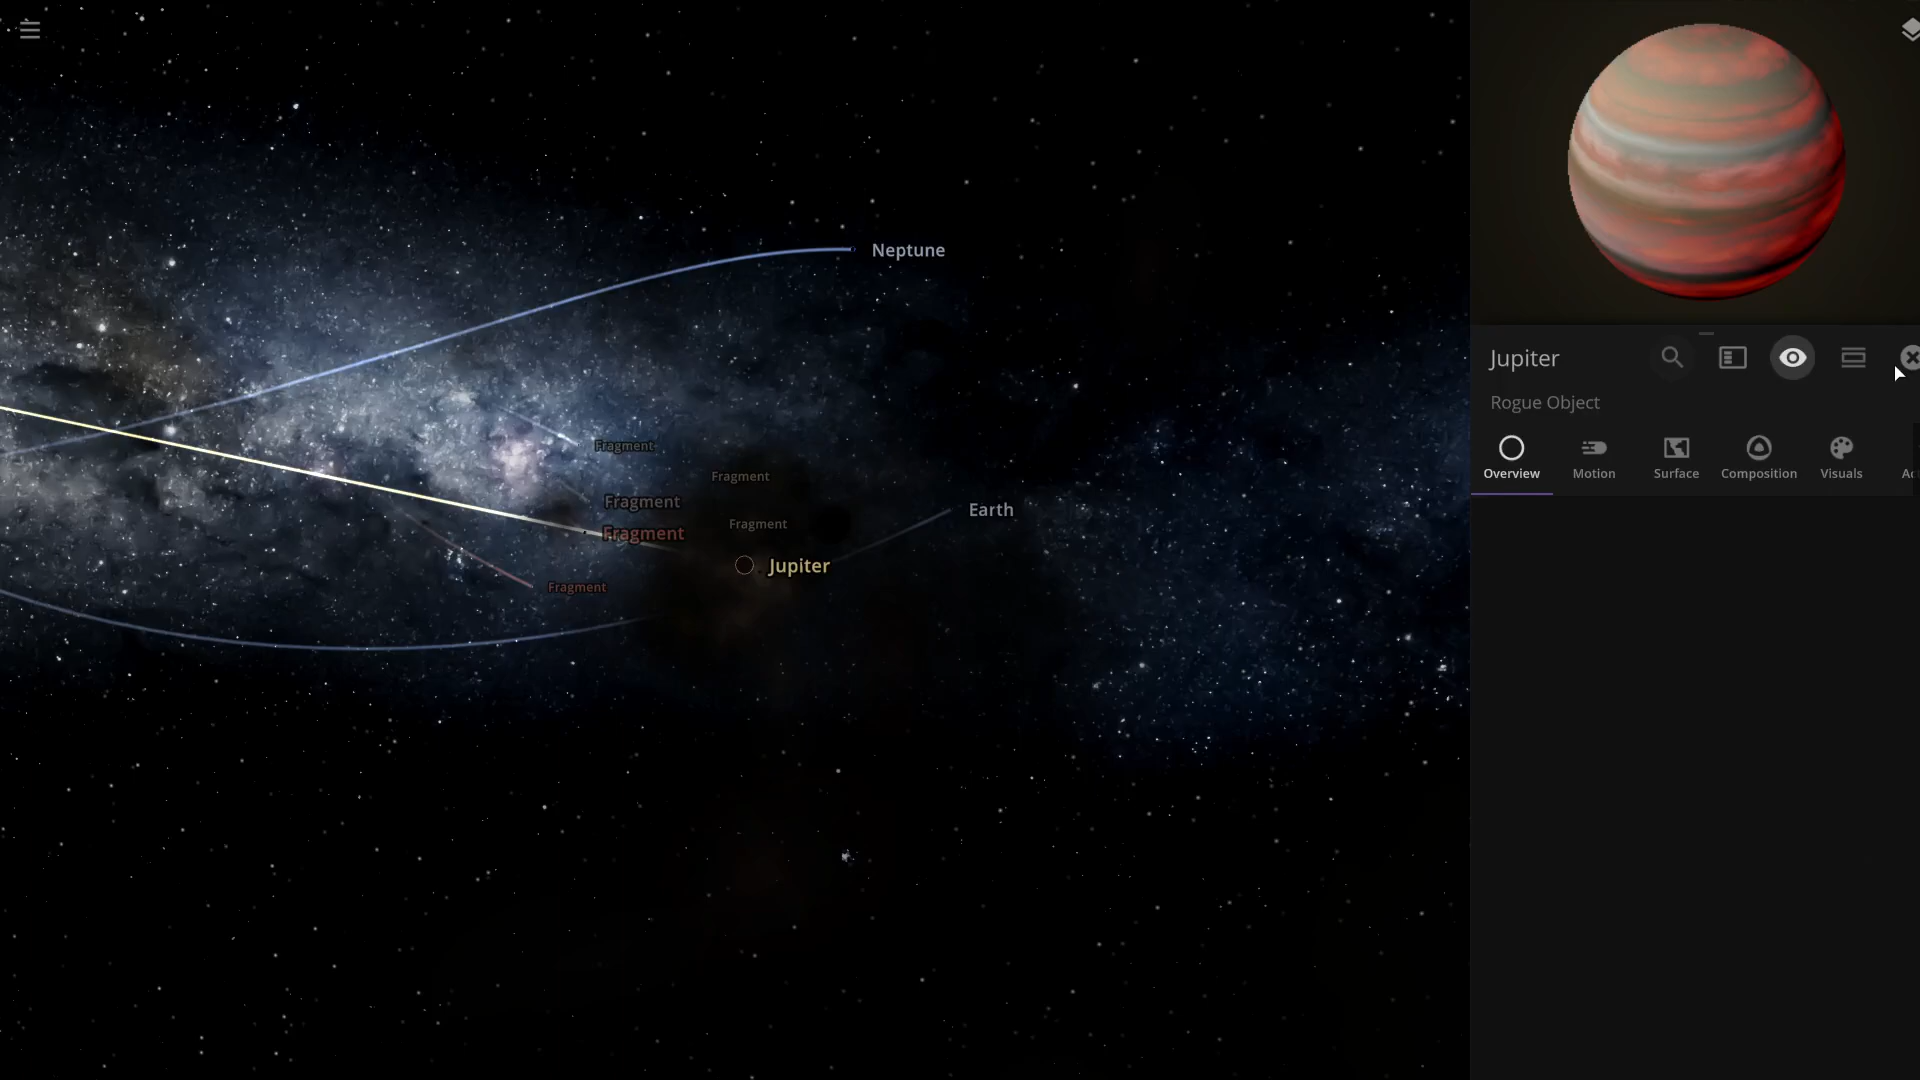 Neptune
Fragment
Fragment
Fragment
Earth
Fragment
Fragment
Jupiter
Fragment
Jupiter
Rogue Object
Overview
Motion
Surface
Composition
Visuals